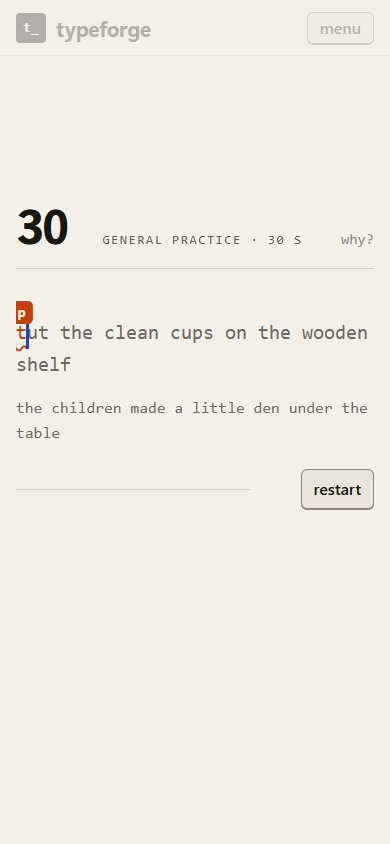 t_ typeforge menu
30 GENERAL PRACTICE · 30 S why?
p
tut the clean cups on the wooden
shelf
the children made a little den under the
table
restart